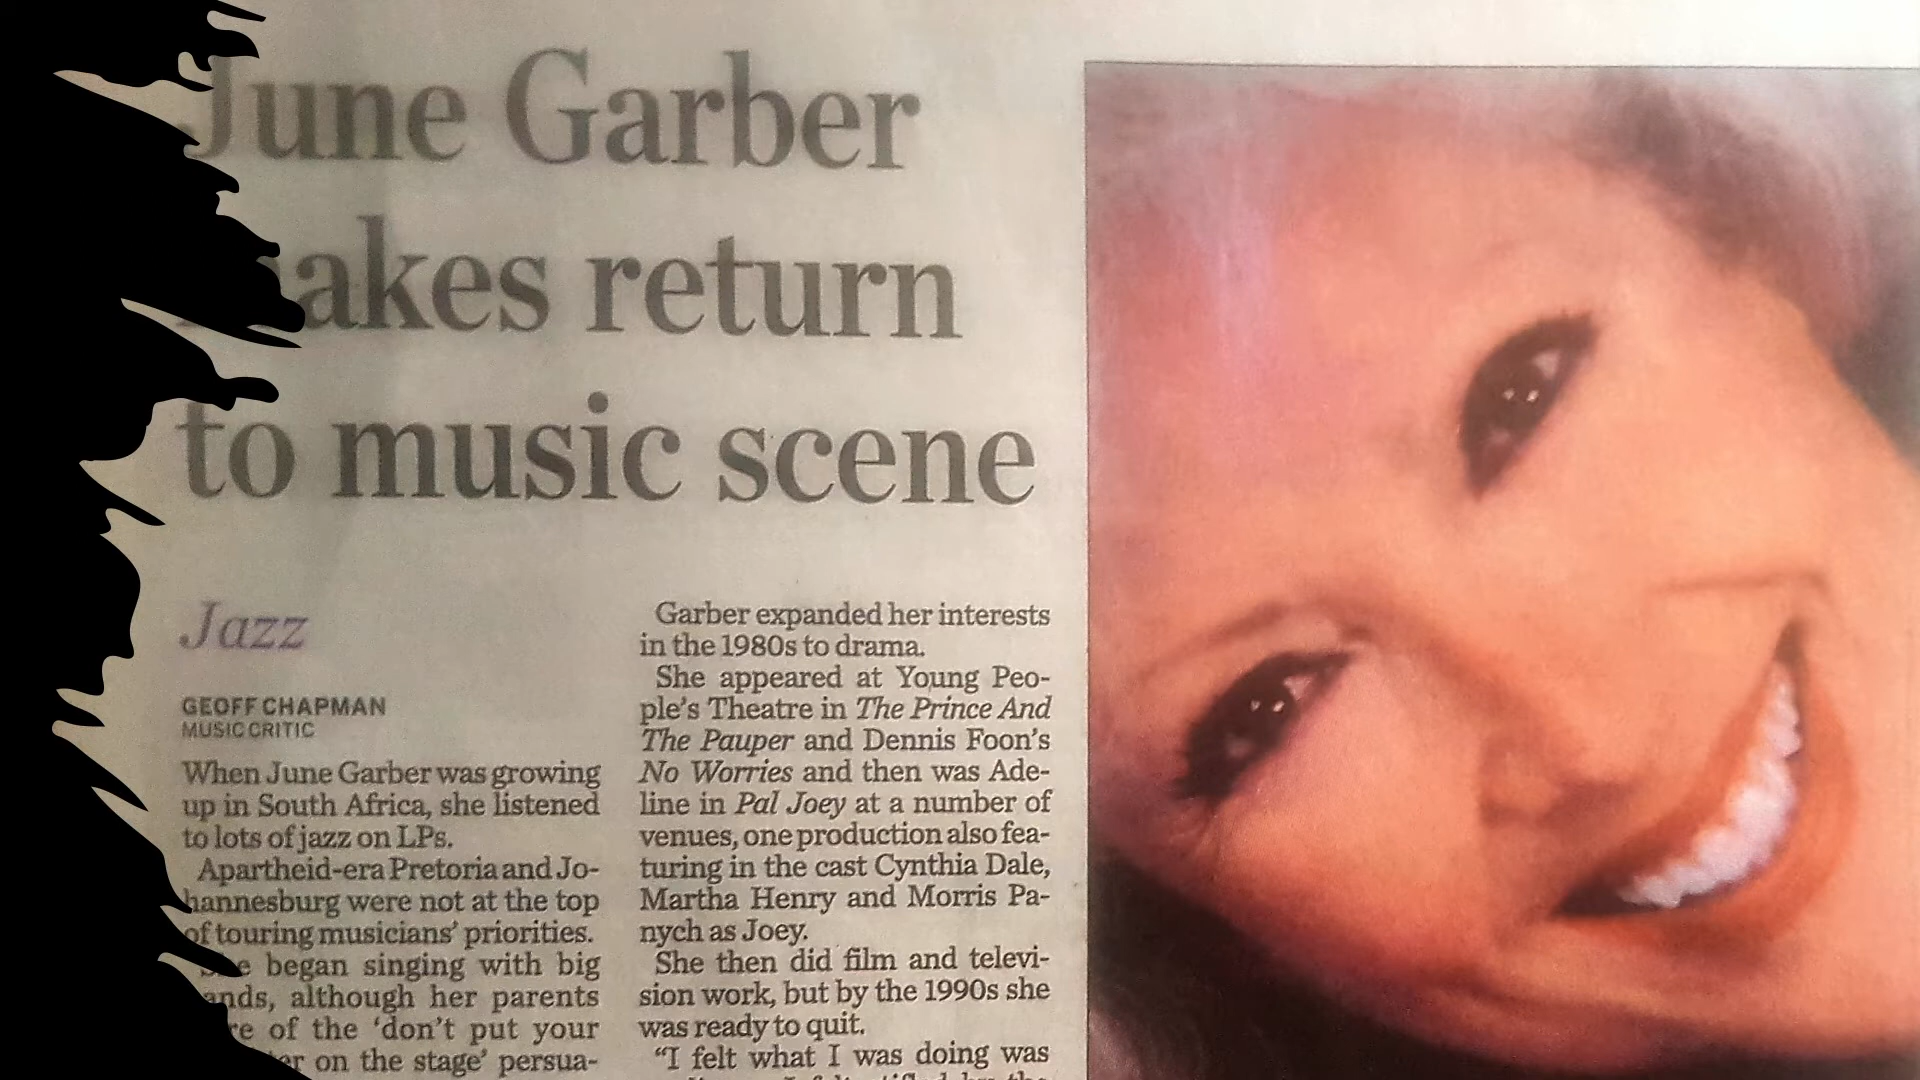 June Garber
akes return
to music scene
Jazz
GEOFF CHAPMAN
MUSIC CRITIC
When June Garber was growing
up in South Africa, she listened
to lots of jazz on LPs.
Apartheid-era Pretoria and Jo-
hannesburg were not at the top
of touring musicians’ priorities.
began singing with big
ands, although her parents
re of the ‘don’t put your
er on the stage’ persua-
Garber expanded her interests
in the 1980s to drama.
She appeared at Young Peo-
ple’s Theatre in The Prince And
The Pauper and Dennis Foon’s
No Worries and then was Ade-
line in Pal Joey at a number of
venues, one production also fea-
turing in the cast Cynthia Dale,
Martha Henry and Morris Pa-
nych as Joey.
She then did film and televi-
sion work, but by the 1990s she
was ready to quit.
“I felt what I was doing was